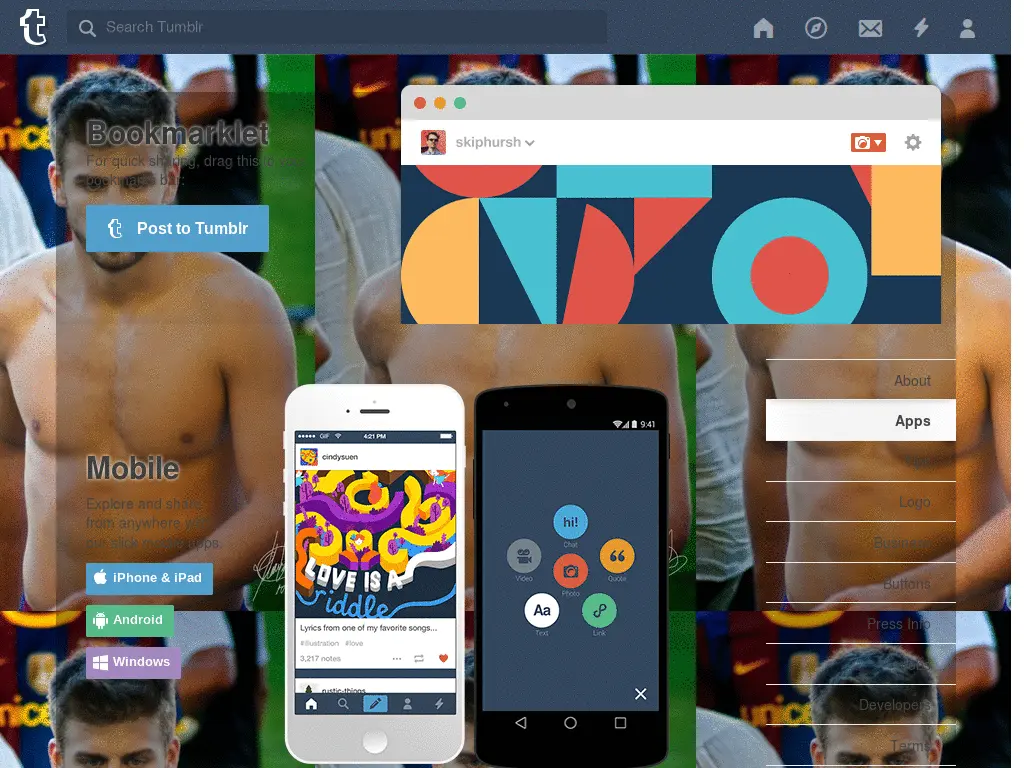 Search Tumblr
Bookmarklet
For quick sharing, drag this to your
bookmarks bar:
Post to Tumblr
skiphursh
Mobile
Explore and share
from anywhere with
our slick mobile apps.
iPhone & iPad
Android
Windows
GIF
4:21 PM
cindysuen
LOVE IS A
riddle
Lyrics from one of my favorite songs...
#illustration #love
3,217 notes
rustic-things
9:41
hi!
Chat
Video
Quote
Photo
Aa
Text
Link
About
Apps
Logo
Business
Buttons
Press Info
Developers
Terms